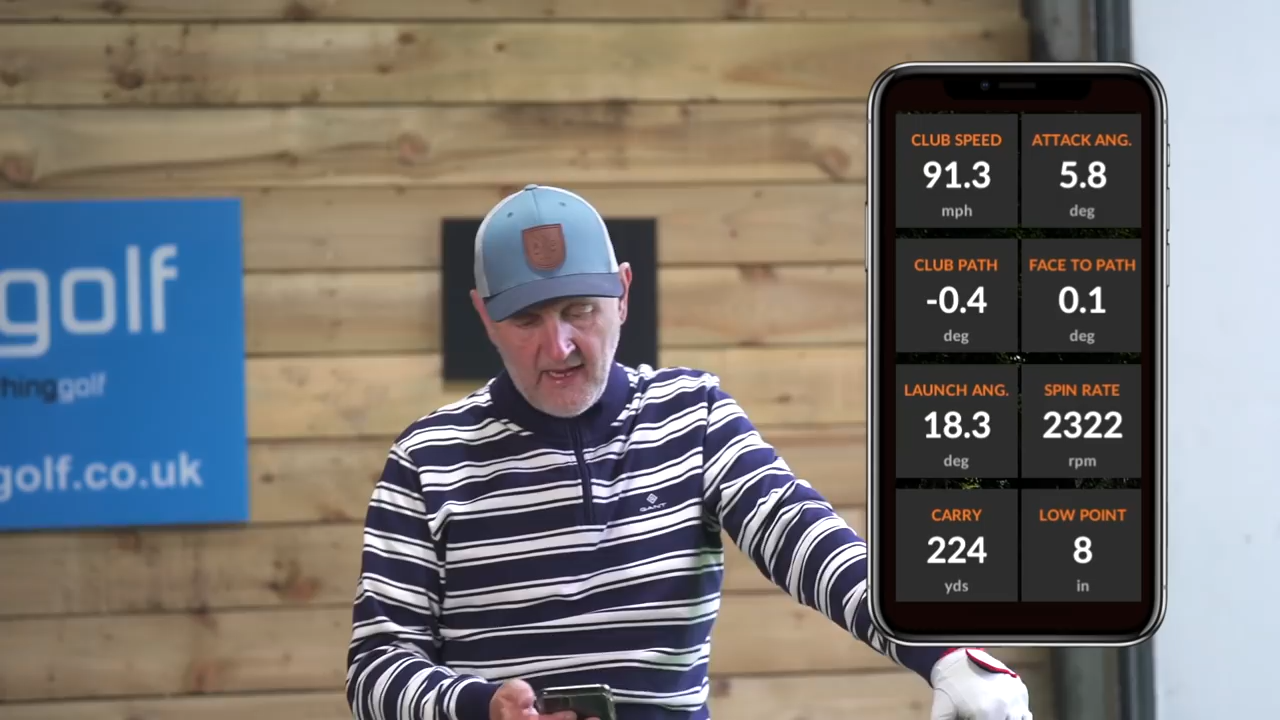 golf
thinggolf
golf.co.uk
GANT
CLUB SPEED
91.3
mph
ATTACK ANG.
5.8
deg
CLUB PATH
-0.4
deg
FACE TO PATH
0.1
deg
LAUNCH ANG.
18.3
deg
SPIN RATE
2322
rpm
CARRY
224
yds
LOW POINT
8
in